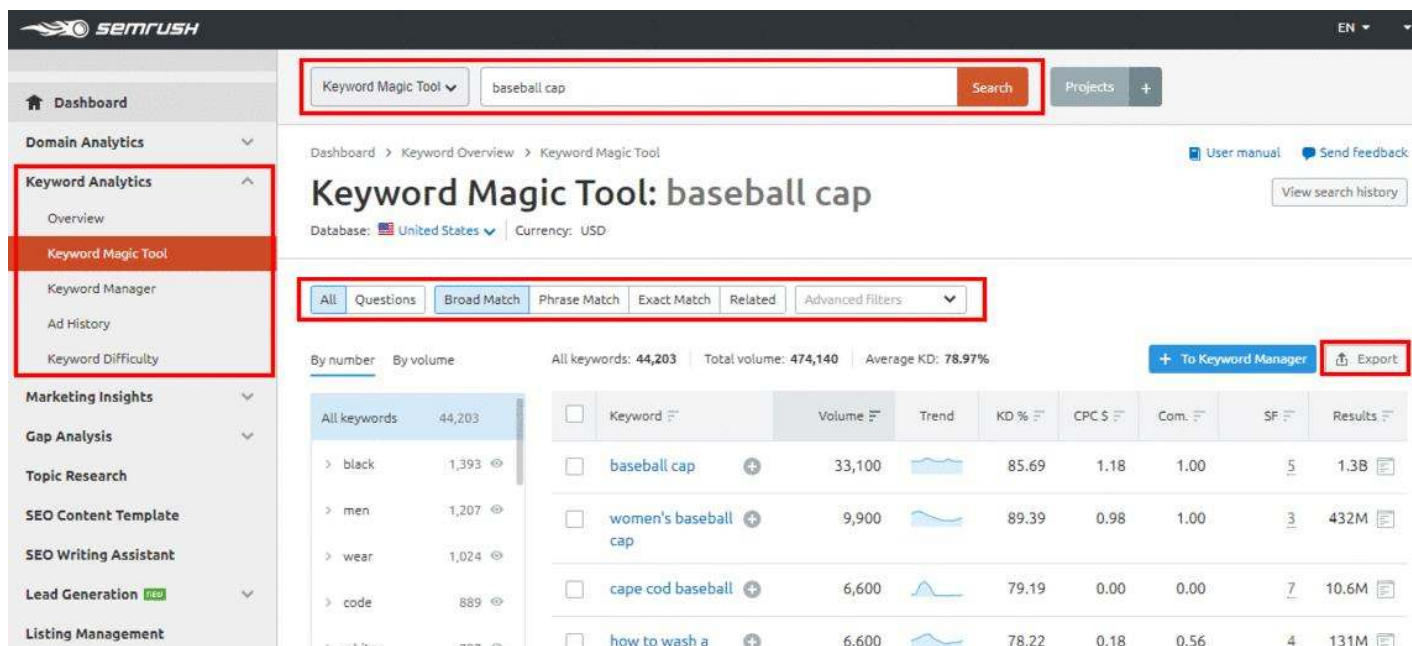 semrush
EN
Dashboard
Domain Analytics
Keyword Analytics
Overview
Keyword Magic Tool
Keyword Manager
Ad History
Keyword Difficulty
Marketing Insights
Gap Analysis
Topic Research
SEO Content Template
SEO Writing Assistant
Lead Generation new
Listing Management
Keyword Magic Tool baseball cap Search Projects +
Dashboard > Keyword Overview > Keyword Magic Tool
User manual Send feedback
Keyword Magic Tool: baseball cap
View search history
Database: United States Currency: USD
All Questions Broad Match Phrase Match Exact Match Related Advanced filters
By number By volume
All keywords: 44,203 Total volume: 474,140 Average KD: 78.97%
+ To Keyword Manager Export
All keywords 44,203
> black 1,393
> men 1,207
> wear 1,024
> code 889
Keyword Volume Trend KD % CPC $ Com. SF Results
baseball cap 33,100 85.69 1.18 1.00 5 1.3B
women's baseball 9,900 89.39 0.98 1.00 3 432M
cap
cape cod baseball 6,600 79.19 0.00 0.00 7 10.6M
how to wash a 6,600 78.22 0.18 0.56 4 131M